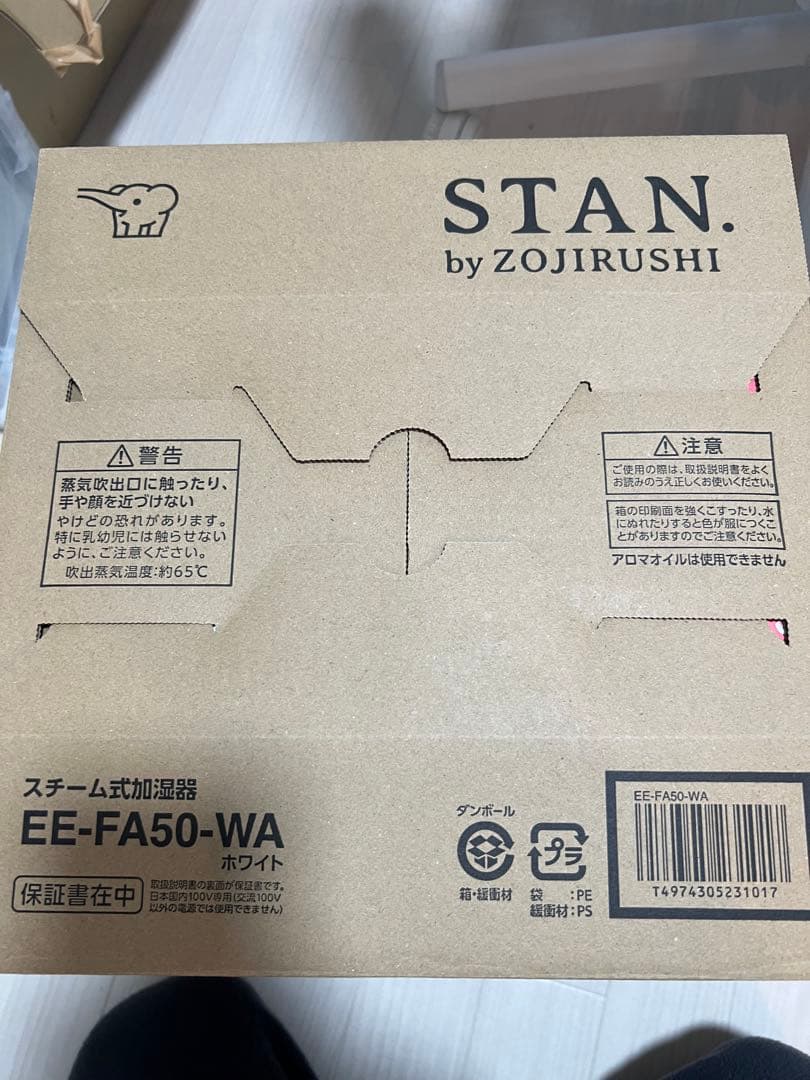 STAN.
by ZOJIRUSHI
⚠警告
蒸気吹出口に触ったり、
手や顔を近づけない
やけどの恐れがあります。
特に乳幼児には触らせない
ように、ご注意ください。
吹出蒸気温度:約65℃
⚠注意
ご使用の際は、取扱説明書をよく
お読みのうえ正しくお使いください。
箱の印刷面を強くこすったり、水
にぬれたりすると色が服につくこ
とがありますのでご注意ください。
アロマオイルは使用できません
スチーム式加湿器
EE-FA50-WA
ホワイト
保証書在中
取扱説明書の裏面が保証書です。
日本国内100V専用(交流100V
以外の電源では使用できません)
ダンボール
箱・緩衝材
プラ
袋 :PE
緩衝材:PS
EE-FA50-WA
T4974305231017